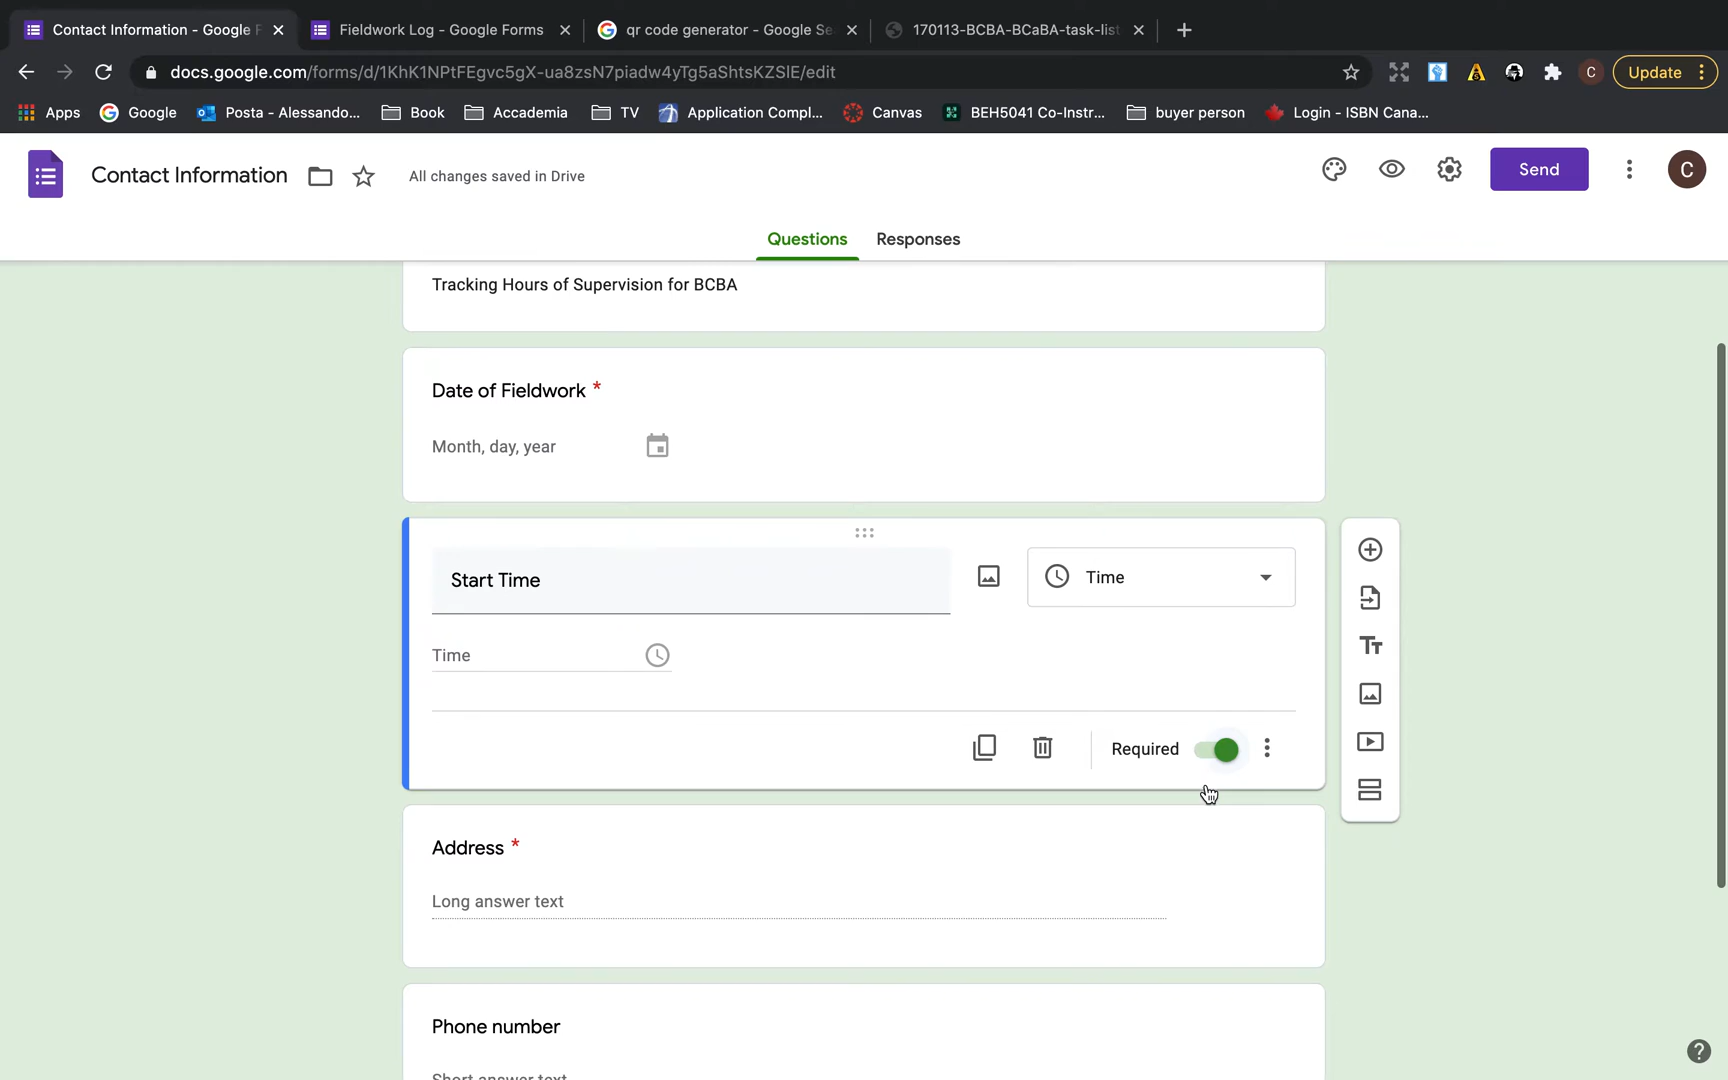 Contact Information - Google F
Fieldwork Log - Google Forms
qr code generator - Google Se
170113-BCBA-BCaBA-task-list
docs.google.com/forms/d/1KhK1NPtFEgvc5gX-ua8zsN7piadw4yTg5aShtsKZSlE/edit
C
Update
Apps
Google
Posta - Alessando...
Book
Accademia
TV
Application Compl...
Canvas
BEH5041 Co-Instr...
buyer person
Login - ISBN Cana...
Contact Information
All changes saved in Drive
Send
C
Questions
Responses
Tracking Hours of Supervision for BCBA
Date of Fieldwork *
Month, day, year
Start Time
Time
Time
Required
Address *
Long answer text
Phone number
Short answer text